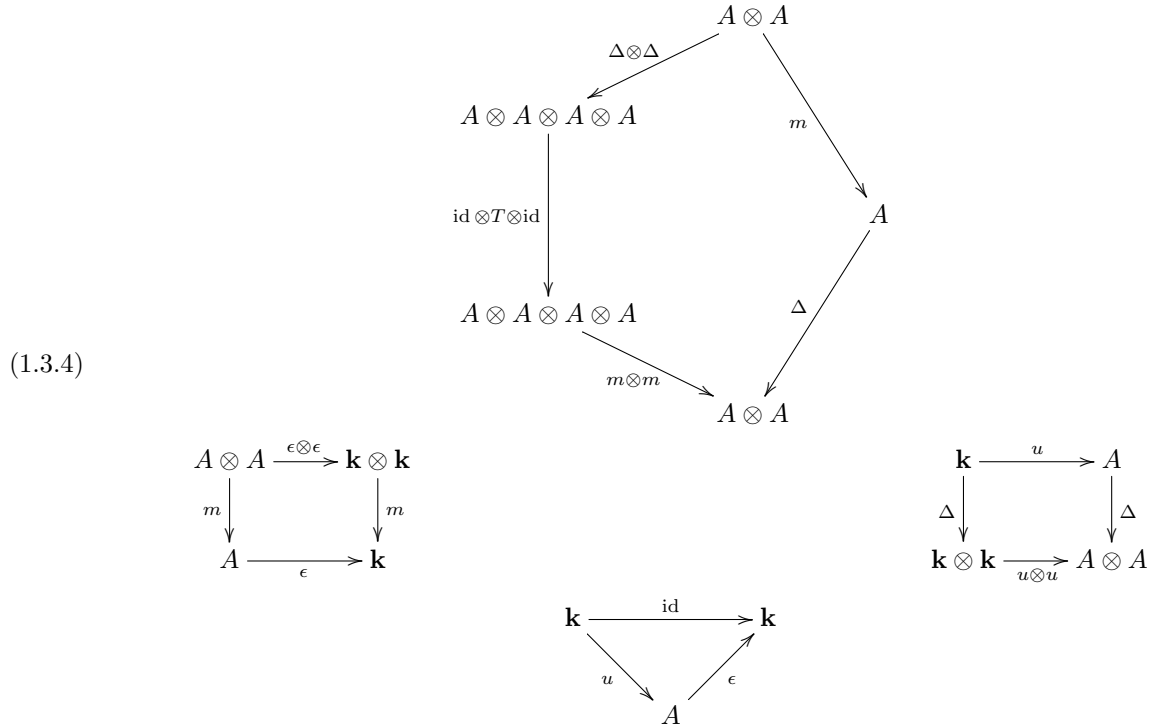 A ⊗ A
Δ⊗Δ
A ⊗ A ⊗ A ⊗ A
m
id ⊗T⊗id
A
A ⊗ A ⊗ A ⊗ A
Δ
(1.3.4)
m⊗m
A ⊗ A
A ⊗ A ϵ⊗ϵ k ⊗ k k u A
m m Δ Δ
A ϵ k k ⊗ k u⊗u A ⊗ A
k id k
u ϵ
A